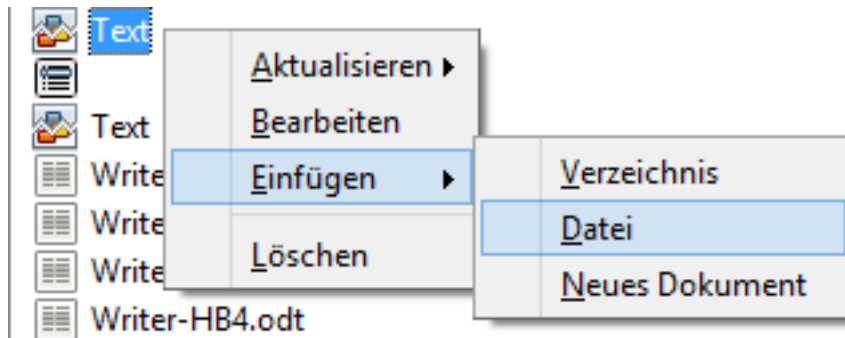 Text
Aktualisieren
Bearbeiten
Text
Write
Einfügen
Verzeichnis
Write
Datei
Write
Löschen
Neues Dokument
Writer-HB4.odt